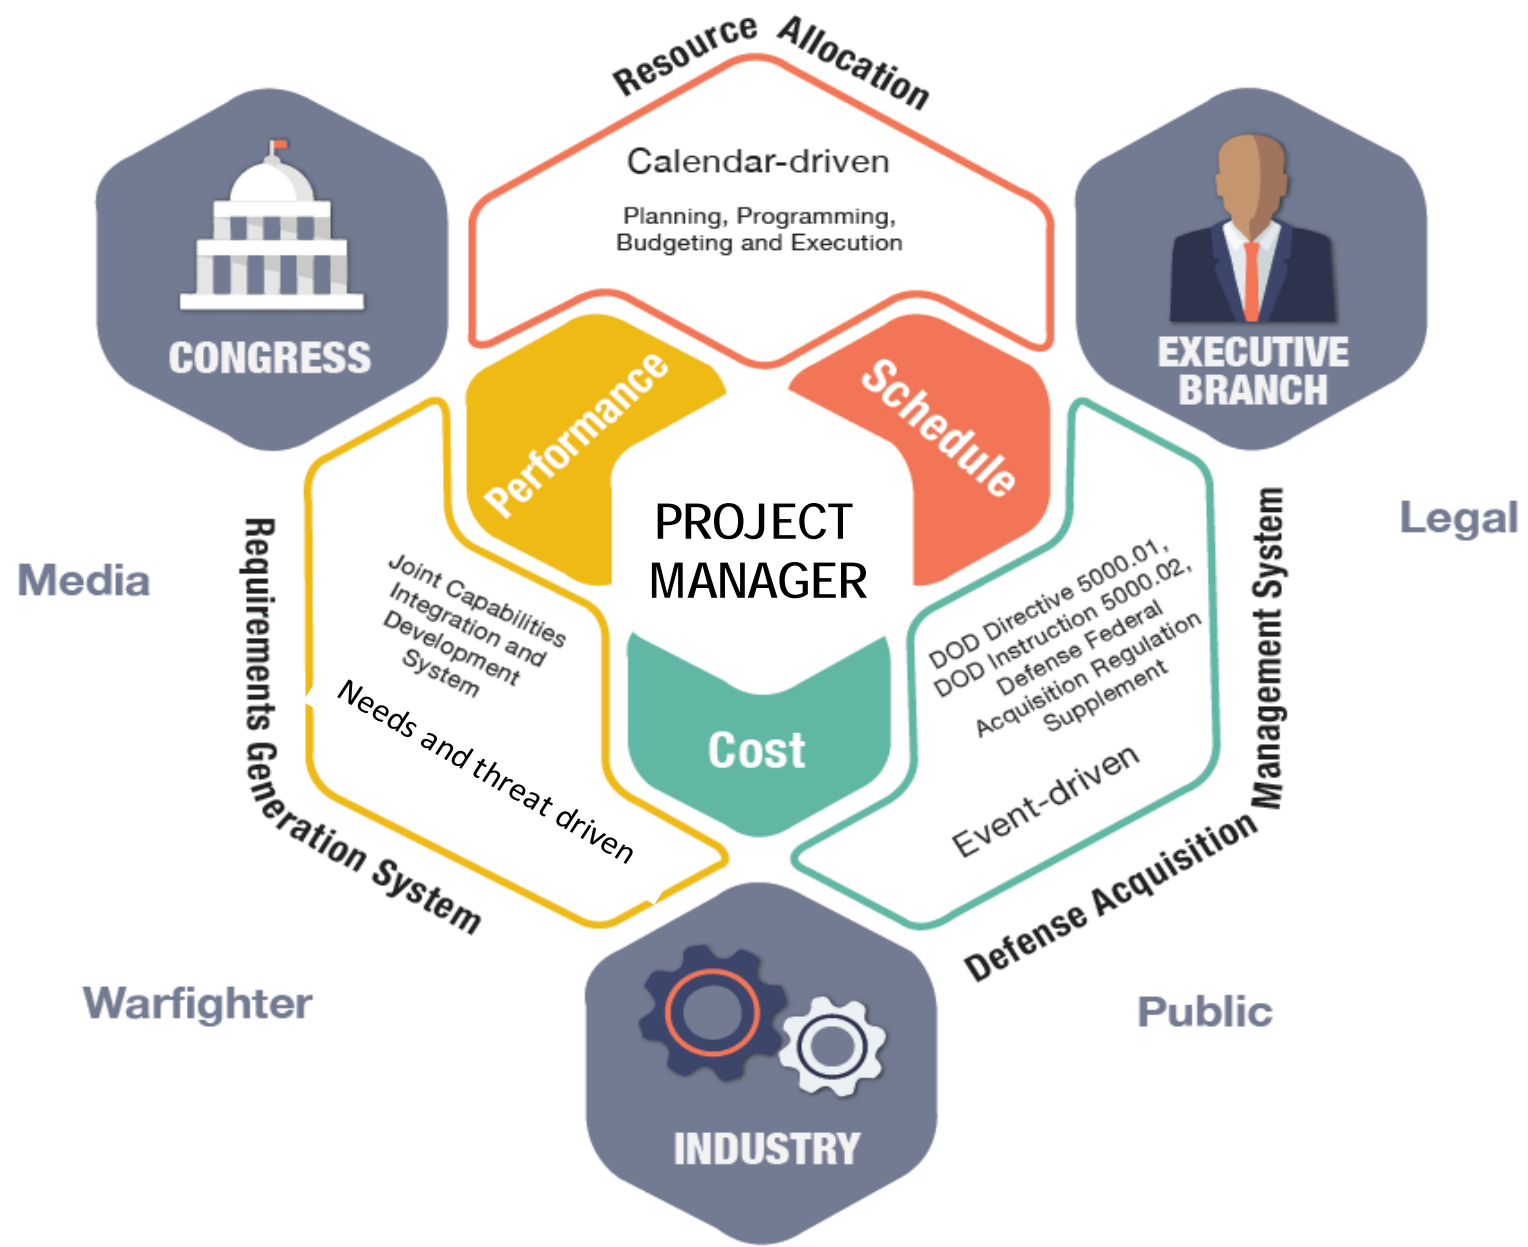 Resource Allocation
Calendar-driven
Planning, Programming,
Budgeting and Execution
CONGRESS
EXECUTIVE
BRANCH
Performance
Schedule
PROJECT
MANAGER
Cost
Media
Legal
Requirements Generation System
Joint Capabilities
Integration and
Development
System
Needs and threat driven
DOD Directive 5000.01,
DOD Instruction 5000.02,
Defense Federal
Acquisition Regulation
Supplement
Event-driven
Defense Acquisition Management System
Warfighter
Public
INDUSTRY